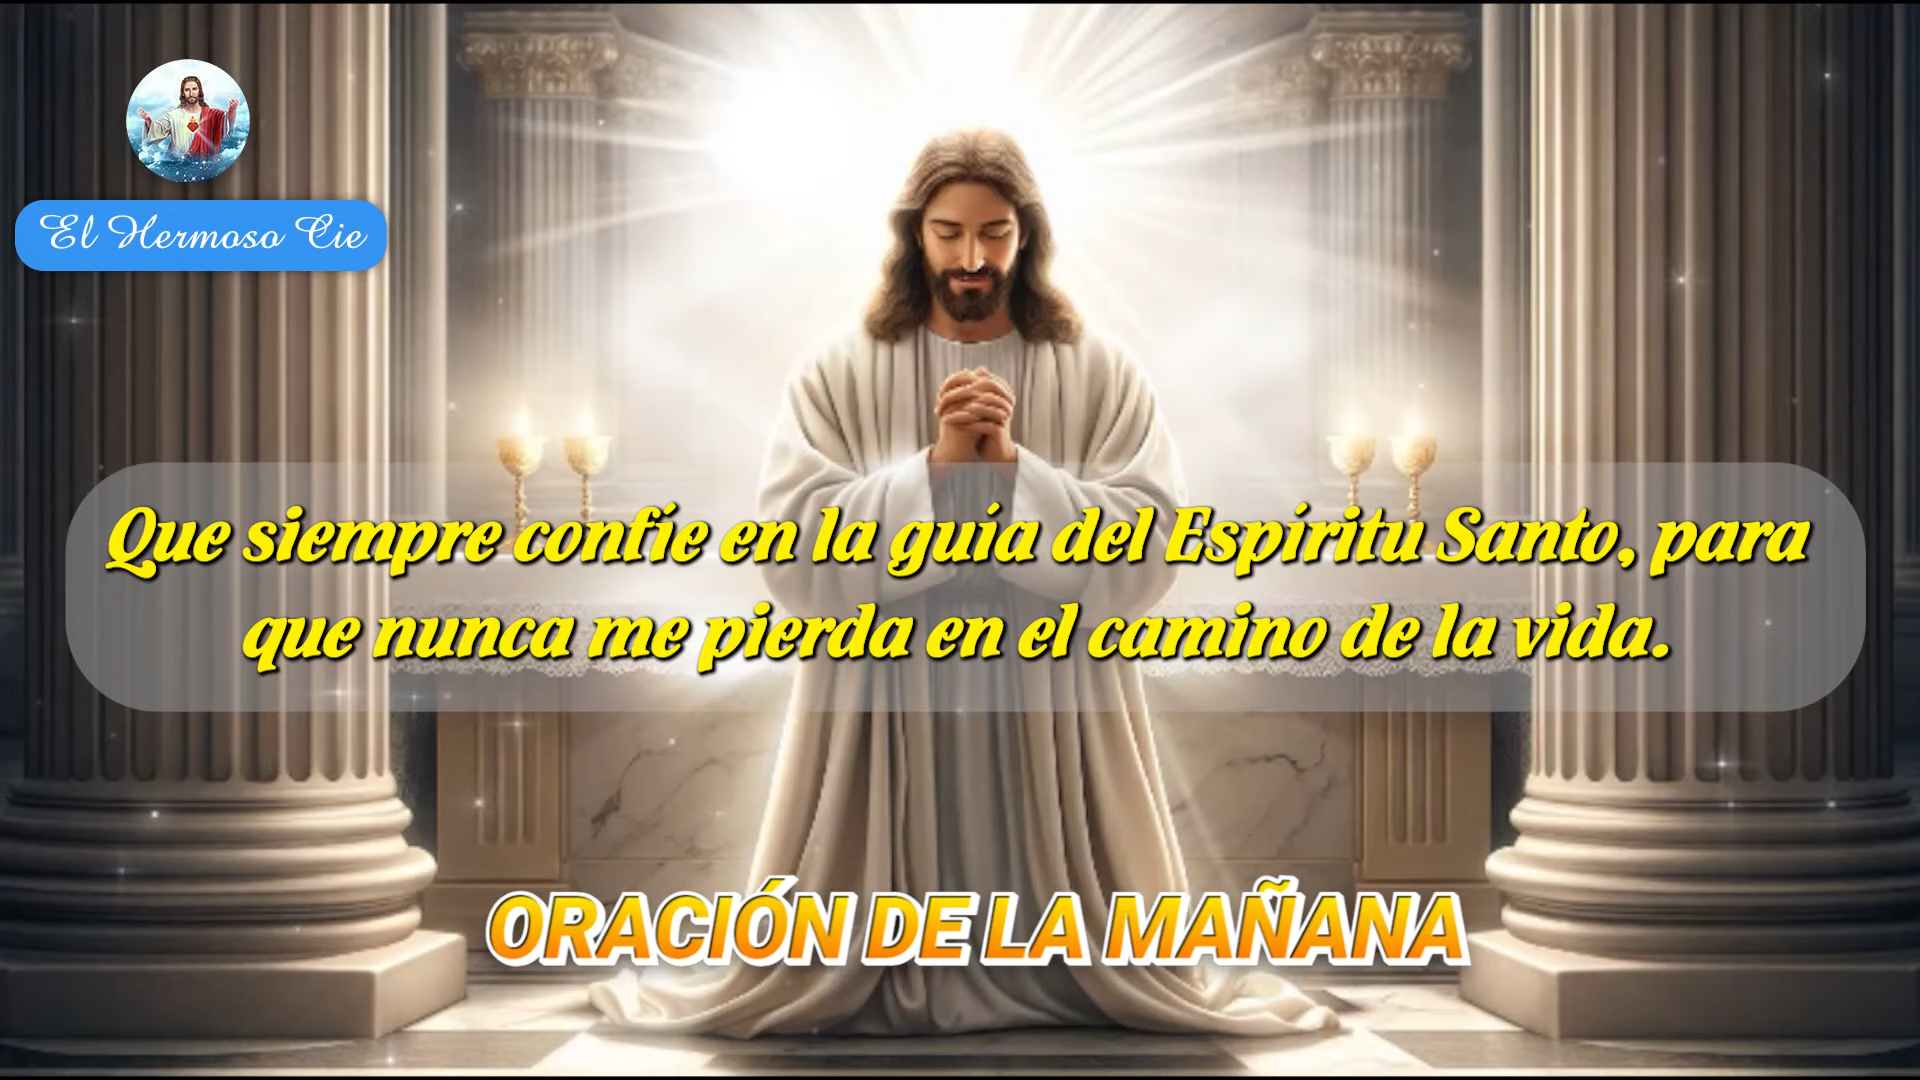 El Hermoso Cie
Que siempre confíe en la guía del Espíritu Santo, para
que nunca me pierda en el camino de la vida.
ORACIÓN DE LA MAÑANA